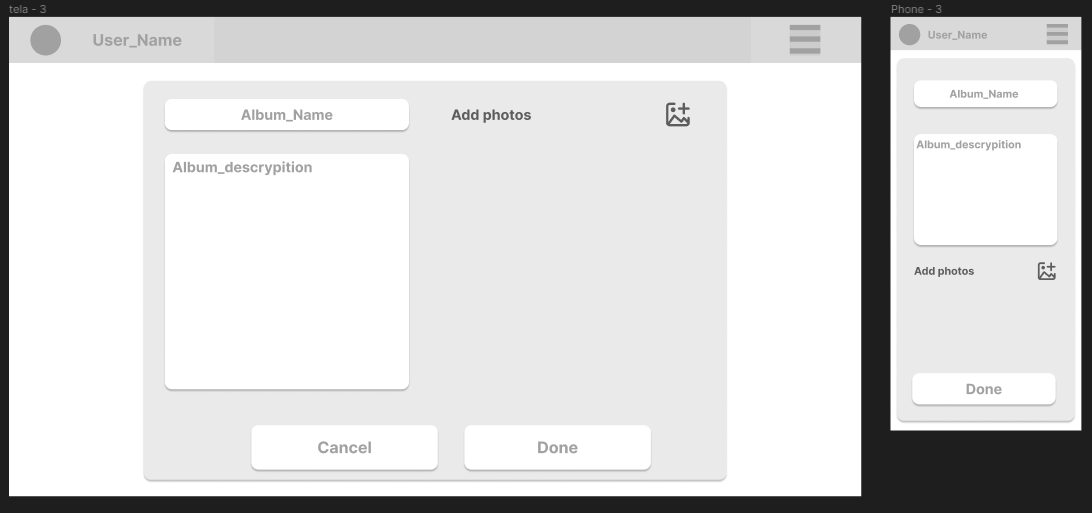 tela - 3
User_Name
Album_Name
Add photos
Album_descrypition
Cancel
Done
Phone - 3
User_Name
Album_Name
Album_descrypition
Add photos
Done